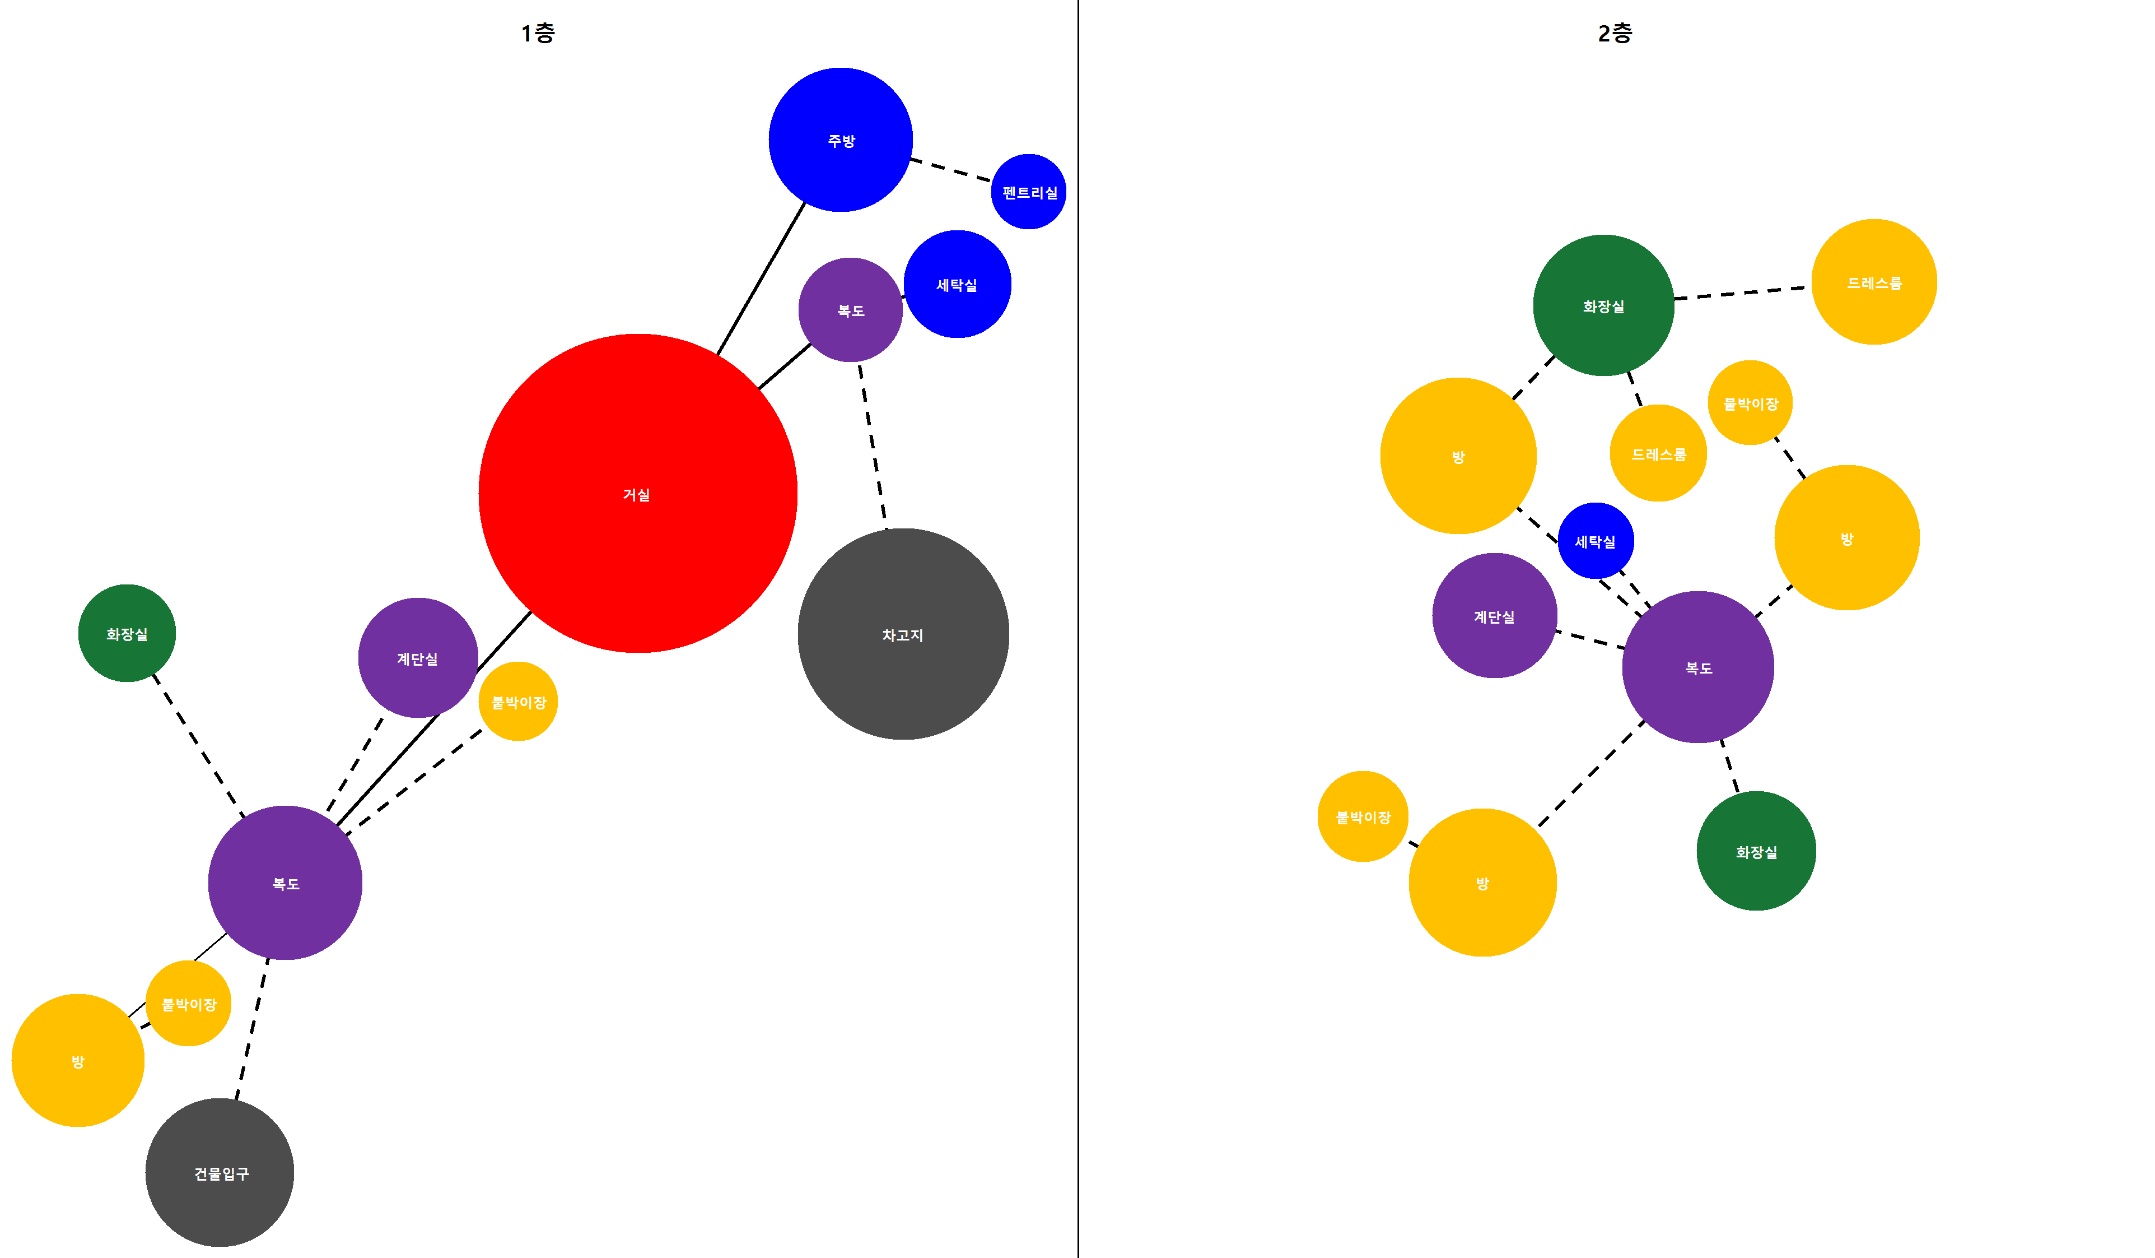 1층
주방
펜트리실
세탁실
복도
거실
화장실
계단실
붙박이장
차고지
복도
붙박이장
방
건물입구
2층
드레스룸
화장실
붙박이장
드레스룸
방
방
세탁실
계단실
복도
붙박이장
화장실
방